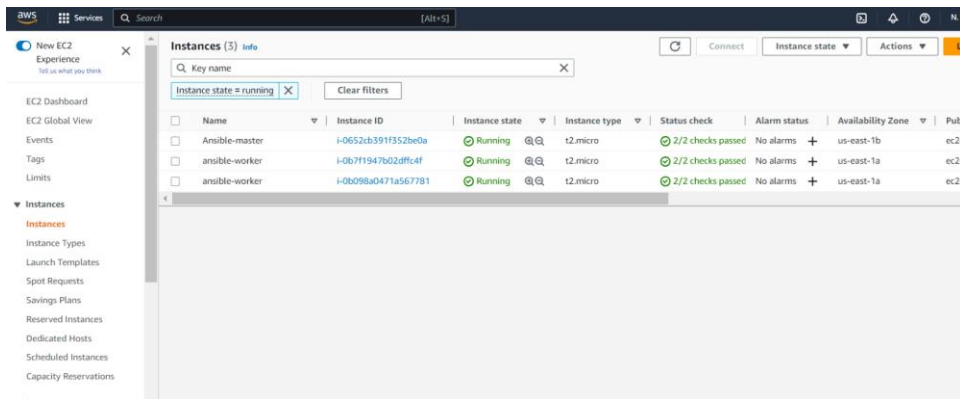 aws Services Search [Alt+S] N.
New EC2 Experience
Tell us what you think
EC2 Dashboard
EC2 Global View
Events
Tags
Limits
Instances
Instances
Instance Types
Launch Templates
Spot Requests
Savings Plans
Reserved Instances
Dedicated Hosts
Scheduled Instances
Capacity Reservations
Instances (3) Info Connect Instance state Actions
Key name
Instance state = running Clear filters
Name Instance ID Instance state Instance type Status check Alarm status Availability Zone Pub
Ansible-master i-0652cb391f352be0a Running t2.micro 2/2 checks passed No alarms + us-east-1b ec2
ansible-worker i-0b7f1947b02dffc4f Running t2.micro 2/2 checks passed No alarms + us-east-1a ec2
ansible-worker i-0b098a0471a567781 Running t2.micro 2/2 checks passed No alarms + us-east-1a ec2